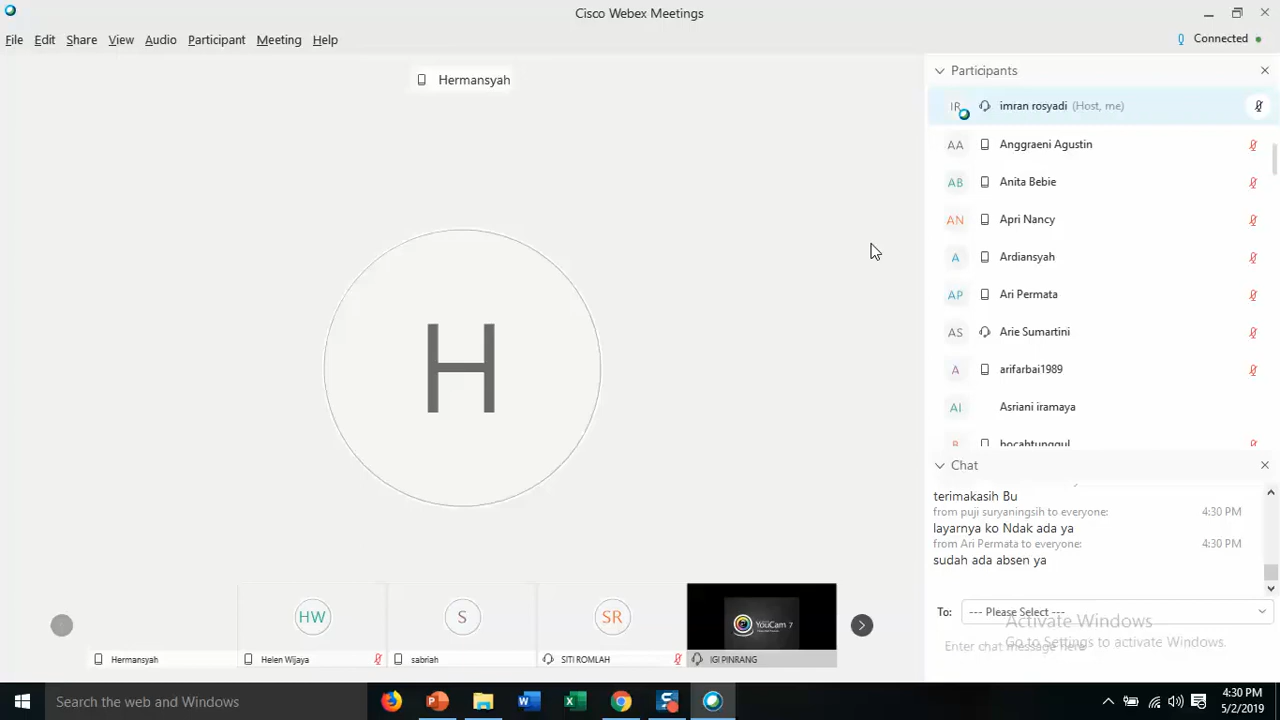 Cisco Webex Meetings
File Edit Share View Audio Participant Meeting Help
Connected
Hermansyah
H
Participants
IR imran rosyadi (Host, me)
AA Anggraeni Agustin
AB Anita Bebie
AN Apri Nancy
A Ardiansyah
AP Ari Permata
AS Arie Sumartini
A arifarbai1989
AI Asriani iramaya
B bocahtunggul
Chat
terimakasih Bu
from puji suryaningsih to everyone: 4:30 PM
layarnya ko Ndak ada ya
from Ari Permata to everyone: 4:30 PM
sudah ada absen ya
To: --- Please Select ---
Enter chat message here
Activate Windows
Go to Settings to activate Windows.
HW S SR YouCam 7
Hermansyah Helen Wijaya sabriah SITI ROMLAH IGI PINRANG
Search the web and Windows
4:30 PM
5/2/2019